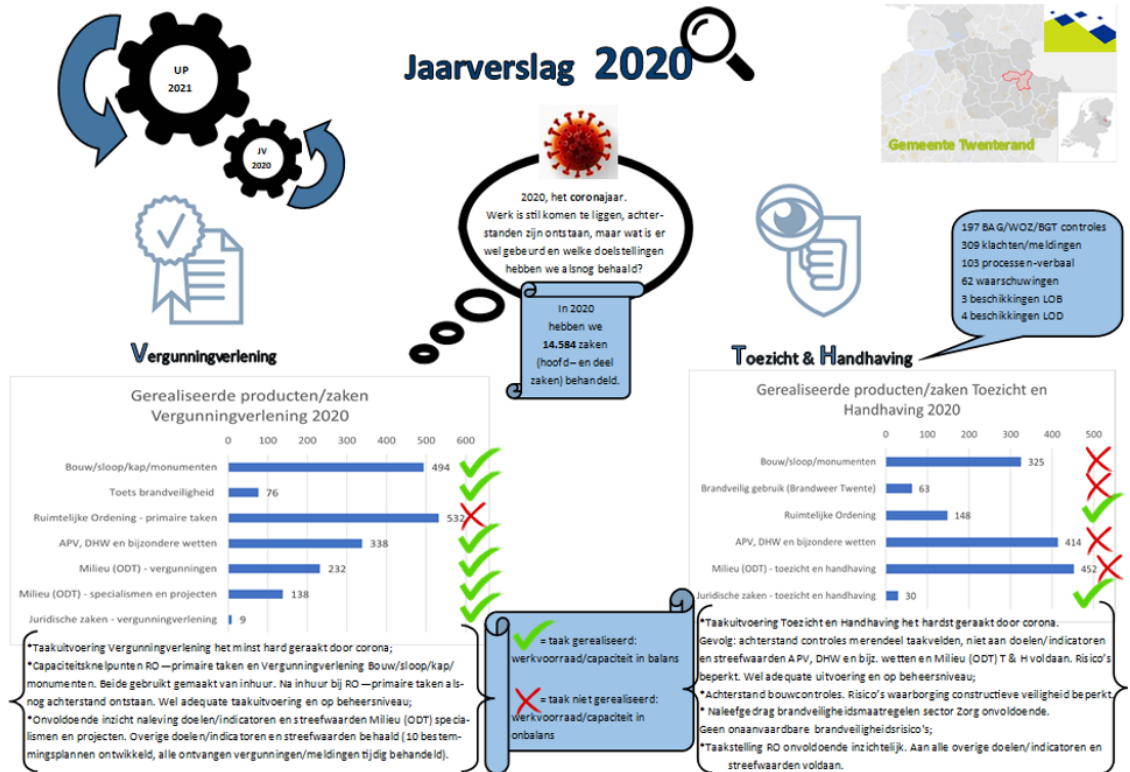 UP
2021
JV
2020
Jaarverslag 2020
Gemeente Twenterand
2020, het coronajaar.
Werk is stil komen te liggen, achter-
standen zijn ontstaan, maar wat is er
wel gebeurd en welke doelstellingen
hebben we alsnog behaald?
In 2020
hebben we
14.584 zaken
(hoofd– en deel
zaken) behandeld.
197 BAG/WOZ/BGT controles
309 klachten/meldingen
103 processen-verbaal
62 waarschuwingen
3 beschikkingen LOB
4 beschikkingen LOD
Vergunningverlening
Toezicht & Handhaving
Gerealiseerde producten/zaken
Vergunningverlening 2020
0 100 200 300 400 500 600
Bouw/sloop/kap/monumenten 494
Toets brandveiligheid 76
Ruimtelijke Ordening - primaire taken 532
APV, DHW en bijzondere wetten 338
Milieu (ODT) - vergunningen 232
Milieu (ODT) - specialismen en projecten 138
Juridische zaken - vergunningverlening 9
Gerealiseerde producten/zaken Toezicht en
Handhaving 2020
0 100 200 300 400 500
Bouw/sloop/monumenten 325
Brandveilig gebruik (Brandweer Twente) 63
Ruimtelijke Ordening 148
APV, DHW en bijzondere wetten 414
Milieu (ODT) - toezicht en handhaving 452
Juridische zaken - toezicht en handhaving 30
*Taakuitvoering Vergunningverlening het minst hard geraakt door corona;
*Capaciteitsknelpunten RO —primaire taken en Vergunningverlening Bouw/sloop/kap/
monumenten. Beide gebruikt gemaakt van inhuur. Na inhuur bij RO —primaire taken als-
nog achterstand ontstaan. Wel adequate taakuitvoering en op beheersniveau;
*Onvoldoende inzicht naleving doelen/indicatoren en streefwaarden Milieu (ODT) specia-
lismen en projecten. Overige doelen/indicatoren en streefwaarden behaald (10 bestem-
mingsplannen ontwikkeld, alle ontvangen vergunningen/meldingen tijdig behandeld).
= taak gerealiseerd:
werkvoorraad/capaciteit in balans
= taak niet gerealiseerd:
werkvoorraad/capaciteit in
onbalans
*Taakuitvoering Toezicht en Handhaving het hardst geraakt door corona.
Gevolg: achterstand controles merendeel taakvelden, niet aan doelen/indicatoren
en streefwaarden APV, DHW en bijz. wetten en Milieu (ODT) T & H voldaan. Risico's
beperkt. Wel adequate uitvoering en op beheersniveau;
*Achterstand bouwcontroles. Risico's waarborging constructieve veiligheid beperkt.
* Naleefgedrag brandveiligheidsmaatregelen sector Zorg onvoldoende.
Geen onaanvaardbare brandveiligheidsrisico's;
*Taakstelling RO onvoldoende inzichtelijk. Aan alle overige doelen/indicatoren en
streefwaarden voldaan.